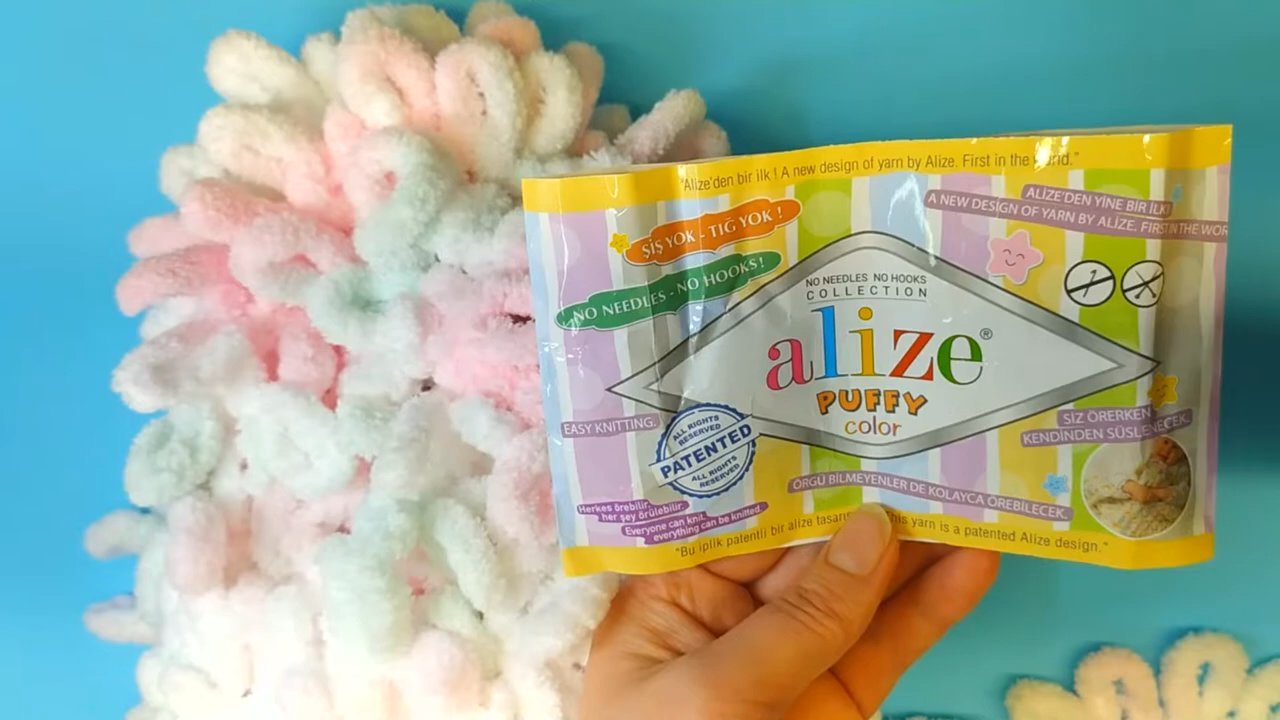 "Alize'den bir ilk ! A new design of yarn by Alize. First in the
ALİZE'DEN YİNE BİR İLK!
A NEW DESIGN OF YARN BY ALİZE. FIRST IN THE WOR
ŞİŞ YOK - TIĞ YOK !
NO NEEDLES - NO HOOKS!
NO NEEDLES NO HOOKS
COLLECTION
alize®
PUFFY
color
EASY KNITTING.
ALL RIGHTS
RESERVED
PATENTED
ALL RIGHTS
RESERVED
SİZ ÖRERKEN
KENDİNDEN SÜSLENECEK.
ÖRGÜ BİLMEYENLER DE KOLAYCA ÖREBİLECEK.
Herkes örebilir,
her şey örülebilir.
Everyone can knit,
everything can be knitted.
"Bu iplik patentli bir alize tasarı This yarn is a patented Alize design."